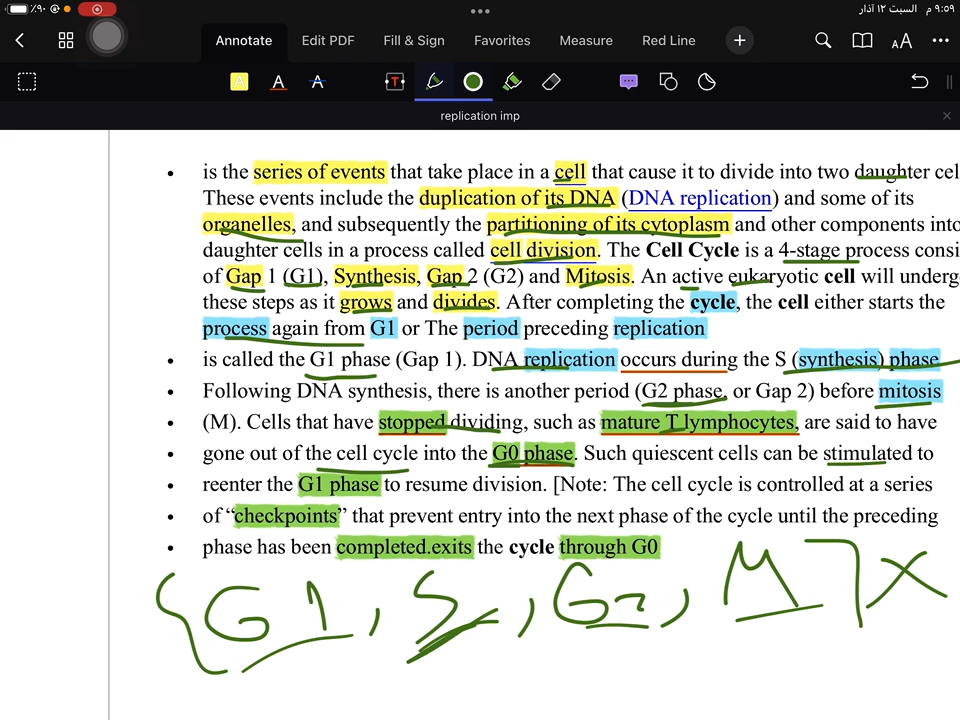 ٪٩٠ ٩:٥٩ م السبت ١٢ آذار
Annotate Edit PDF Fill & Sign Favorites Measure Red Line
replication imp
• is the series of events that take place in a cell that cause it to divide into two daughter cel
These events include the duplication of its DNA (DNA replication) and some of its
organelles, and subsequently the partitioning of its cytoplasm and other components into
daughter cells in a process called cell division. The Cell Cycle is a 4-stage process consi
of Gap 1 (G1), Synthesis, Gap 2 (G2) and Mitosis. An active eukaryotic cell will underg
these steps as it grows and divides. After completing the cycle, the cell either starts the
process again from G1 or The period preceding replication
• is called the G1 phase (Gap 1). DNA replication occurs during the S (synthesis) phase
• Following DNA synthesis, there is another period (G2 phase, or Gap 2) before mitosis
• (M). Cells that have stopped dividing, such as mature T lymphocytes, are said to have
• gone out of the cell cycle into the G0 phase. Such quiescent cells can be stimulated to
• reenter the G1 phase to resume division. [Note: The cell cycle is controlled at a series
• of “checkpoints” that prevent entry into the next phase of the cycle until the preceding
• phase has been completed.exits the cycle through G0
{G1, S, G2, M} X